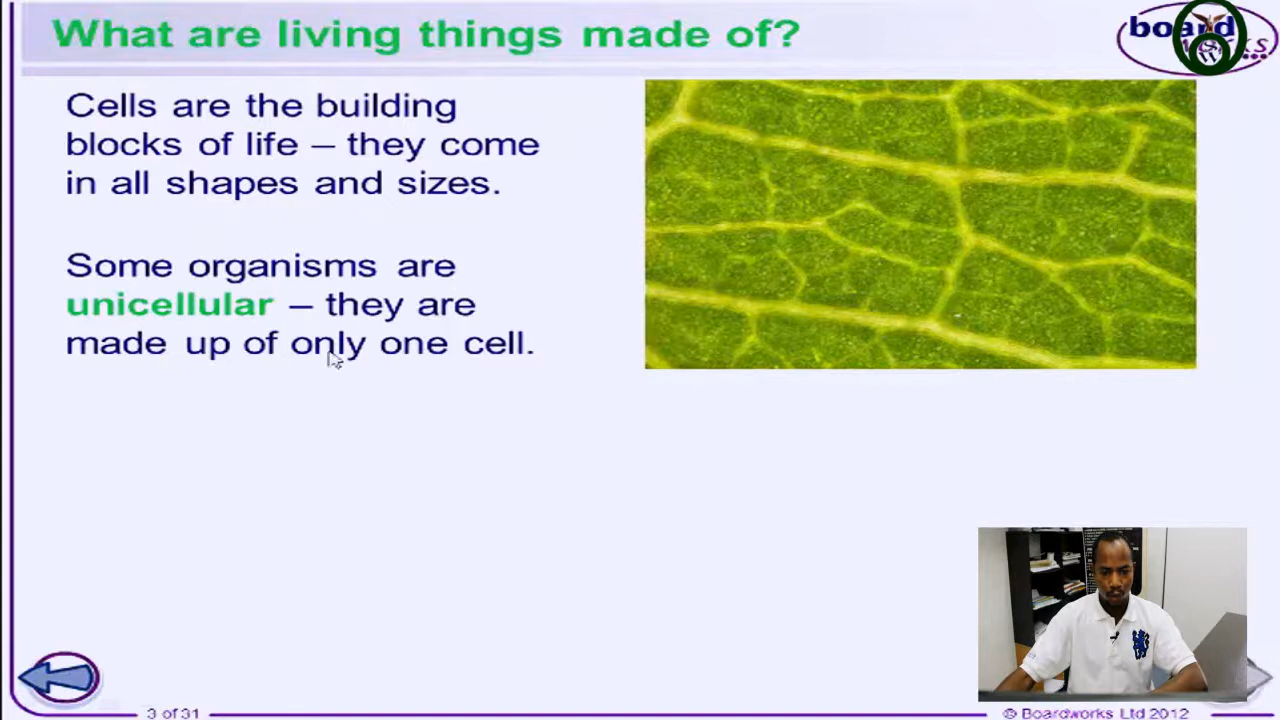 What are living things made of?
board
Cells are the building
blocks of life – they come
in all shapes and sizes.
Some organisms are
unicellular – they are
made up of only one cell.
3 of 31
© Boardworks Ltd 2012